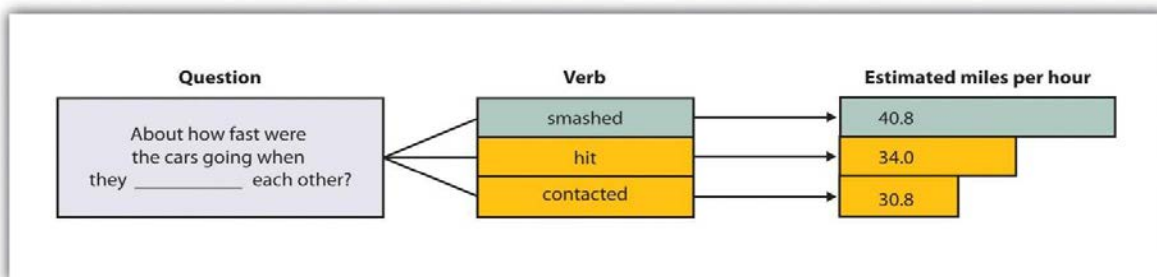 Question
Verb
Estimated miles per hour
About how fast were
the cars going when
they ____________ each other?
smashed
hit
contacted
40.8
34.0
30.8